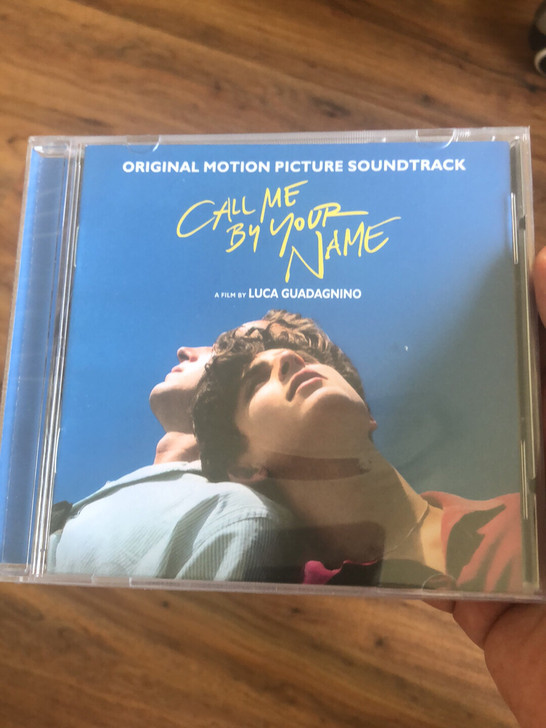 ORIGINAL MOTION PICTURE SOUNDTRACK
CALL ME
BY YOUR
NAME
A FILM BY LUCA GUADAGNINO